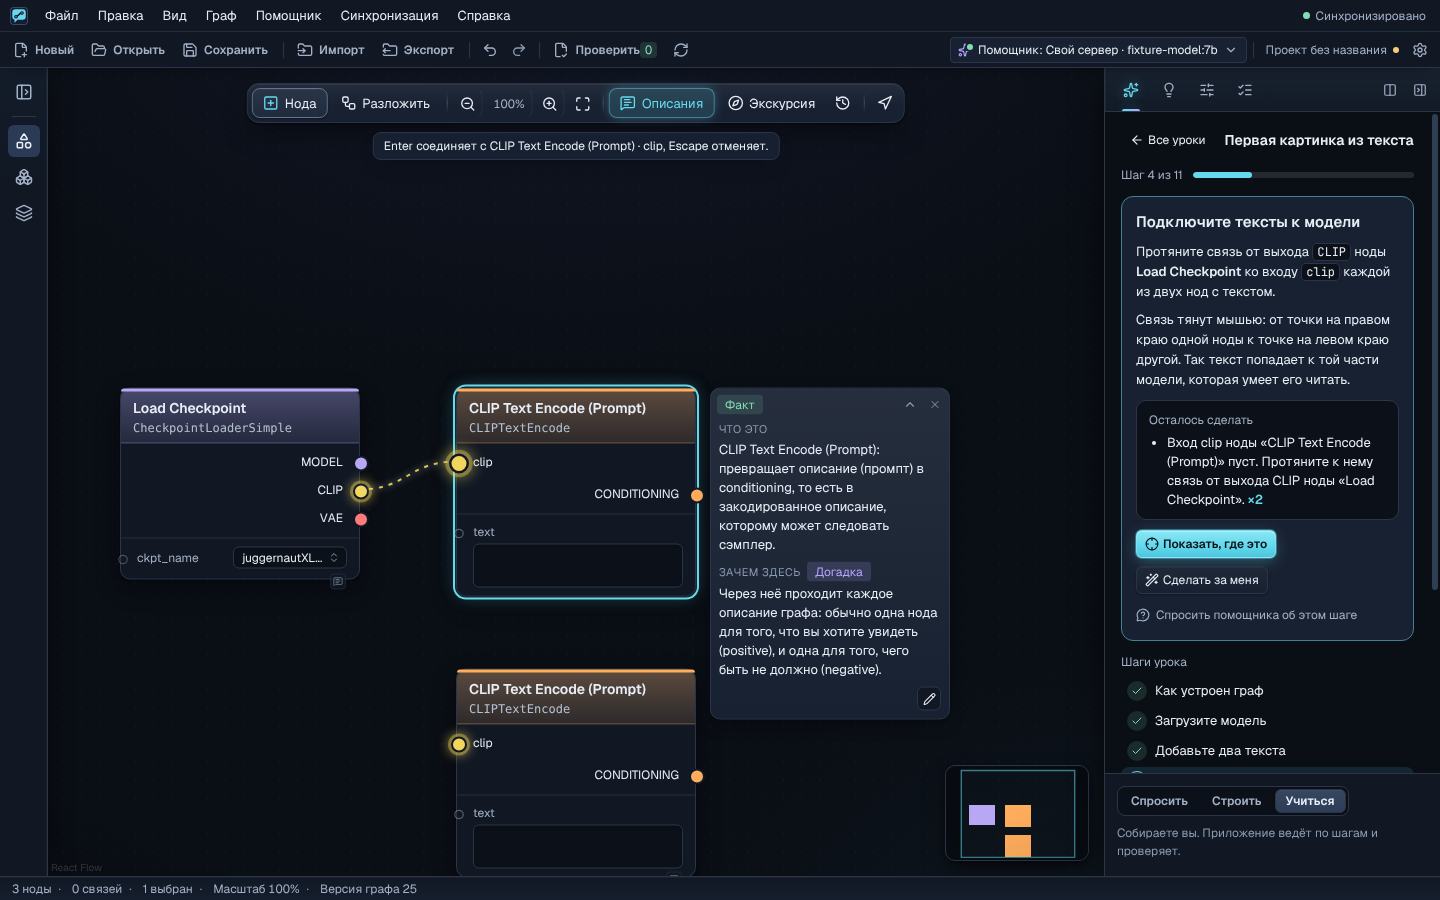 Файл Правка Вид Граф Помощник Синхронизация Справка
Синхронизировано
Новый Открыть Сохранить Импорт Экспорт Проверить 0
Помощник: Свой сервер · fixture-model:7b
Проект без названия
Нода Разложить 100% Описания Экскурсия
Enter соединяет с CLIP Text Encode (Prompt) · clip, Escape отменяет.
Load Checkpoint
CheckpointLoaderSimple
MODEL
CLIP
VAE
ckpt_name juggernautXL...
CLIP Text Encode (Prompt)
CLIPTextEncode
clip
CONDITIONING
text
Факт
ЧТО ЭТО
CLIP Text Encode (Prompt):
превращает описание (промпт) в
conditioning, то есть в
закодированное описание,
которому может следовать
сэмплер.
ЗАЧЕМ ЗДЕСЬ Догадка
Через неё проходит каждое
описание графа: обычно одна нода
для того, что вы хотите увидеть
(positive), и одна для того, чего
быть не должно (negative).
CLIP Text Encode (Prompt)
CLIPTextEncode
clip
CONDITIONING
text
React Flow
Все уроки Первая картинка из текста
Шаг 4 из 11
Подключите тексты к модели
Протяните связь от выхода CLIP ноды
Load Checkpoint ко входу clip каждой
из двух нод с текстом.
Связь тянут мышью: от точки на правом
краю одной ноды к точке на левом краю
другой. Так текст попадает к той части
модели, которая умеет его читать.
Осталось сделать
• Вход clip ноды «CLIP Text Encode
(Prompt)» пуст. Протяните к нему
связь от выхода CLIP ноды «Load
Checkpoint». ×2
Показать, где это
Сделать за меня
Спросить помощника об этом шаге
Шаги урока
Как устроен граф
Загрузите модель
Добавьте два текста
Спросить Строить Учиться
Собираете вы. Приложение ведёт по шагам и
проверяет.
3 ноды · 0 связей · 1 выбран · Масштаб 100% · Версия графа 25